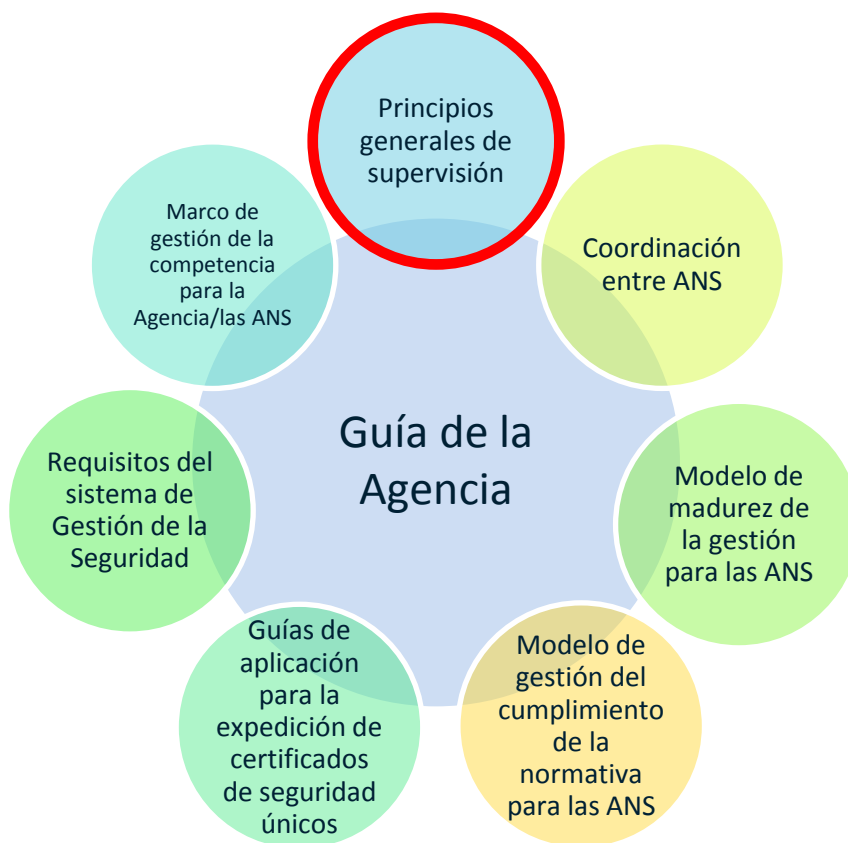 Principios
generales de
supervisión
Coordinación
entre ANS
Modelo de
madurez de
la gestión
para las ANS
Modelo de
gestión del
cumplimiento
de la
normativa
para las ANS
Guías de
aplicación
para la
expedición de
certificados
de seguridad
únicos
Requisitos del
sistema de
Gestión de la
Seguridad
Marco de
gestión de la
competencia
para la
Agencia/las ANS
Guía de la
Agencia